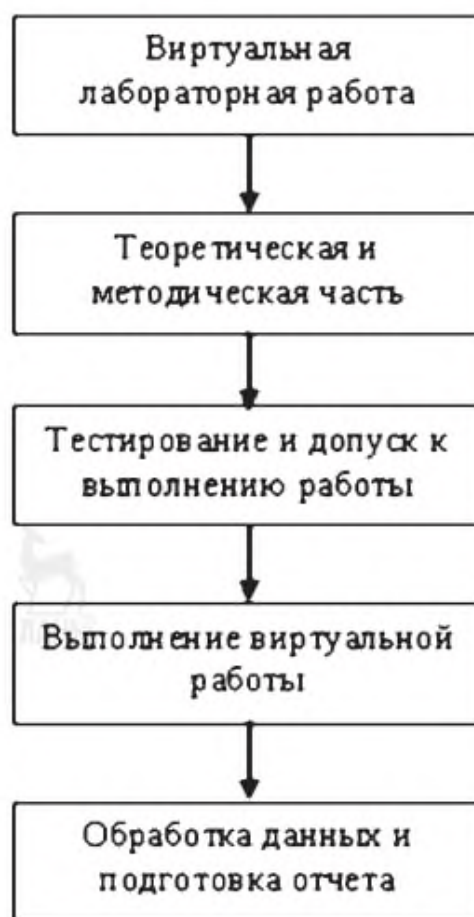 Виртуальная
лабораторная работа
Теоретическая и
методическая часть
Тестирование и допуск к
выполнению работы
Выполнение виртуальной
работы
Обработка данных и
подготовка отчета